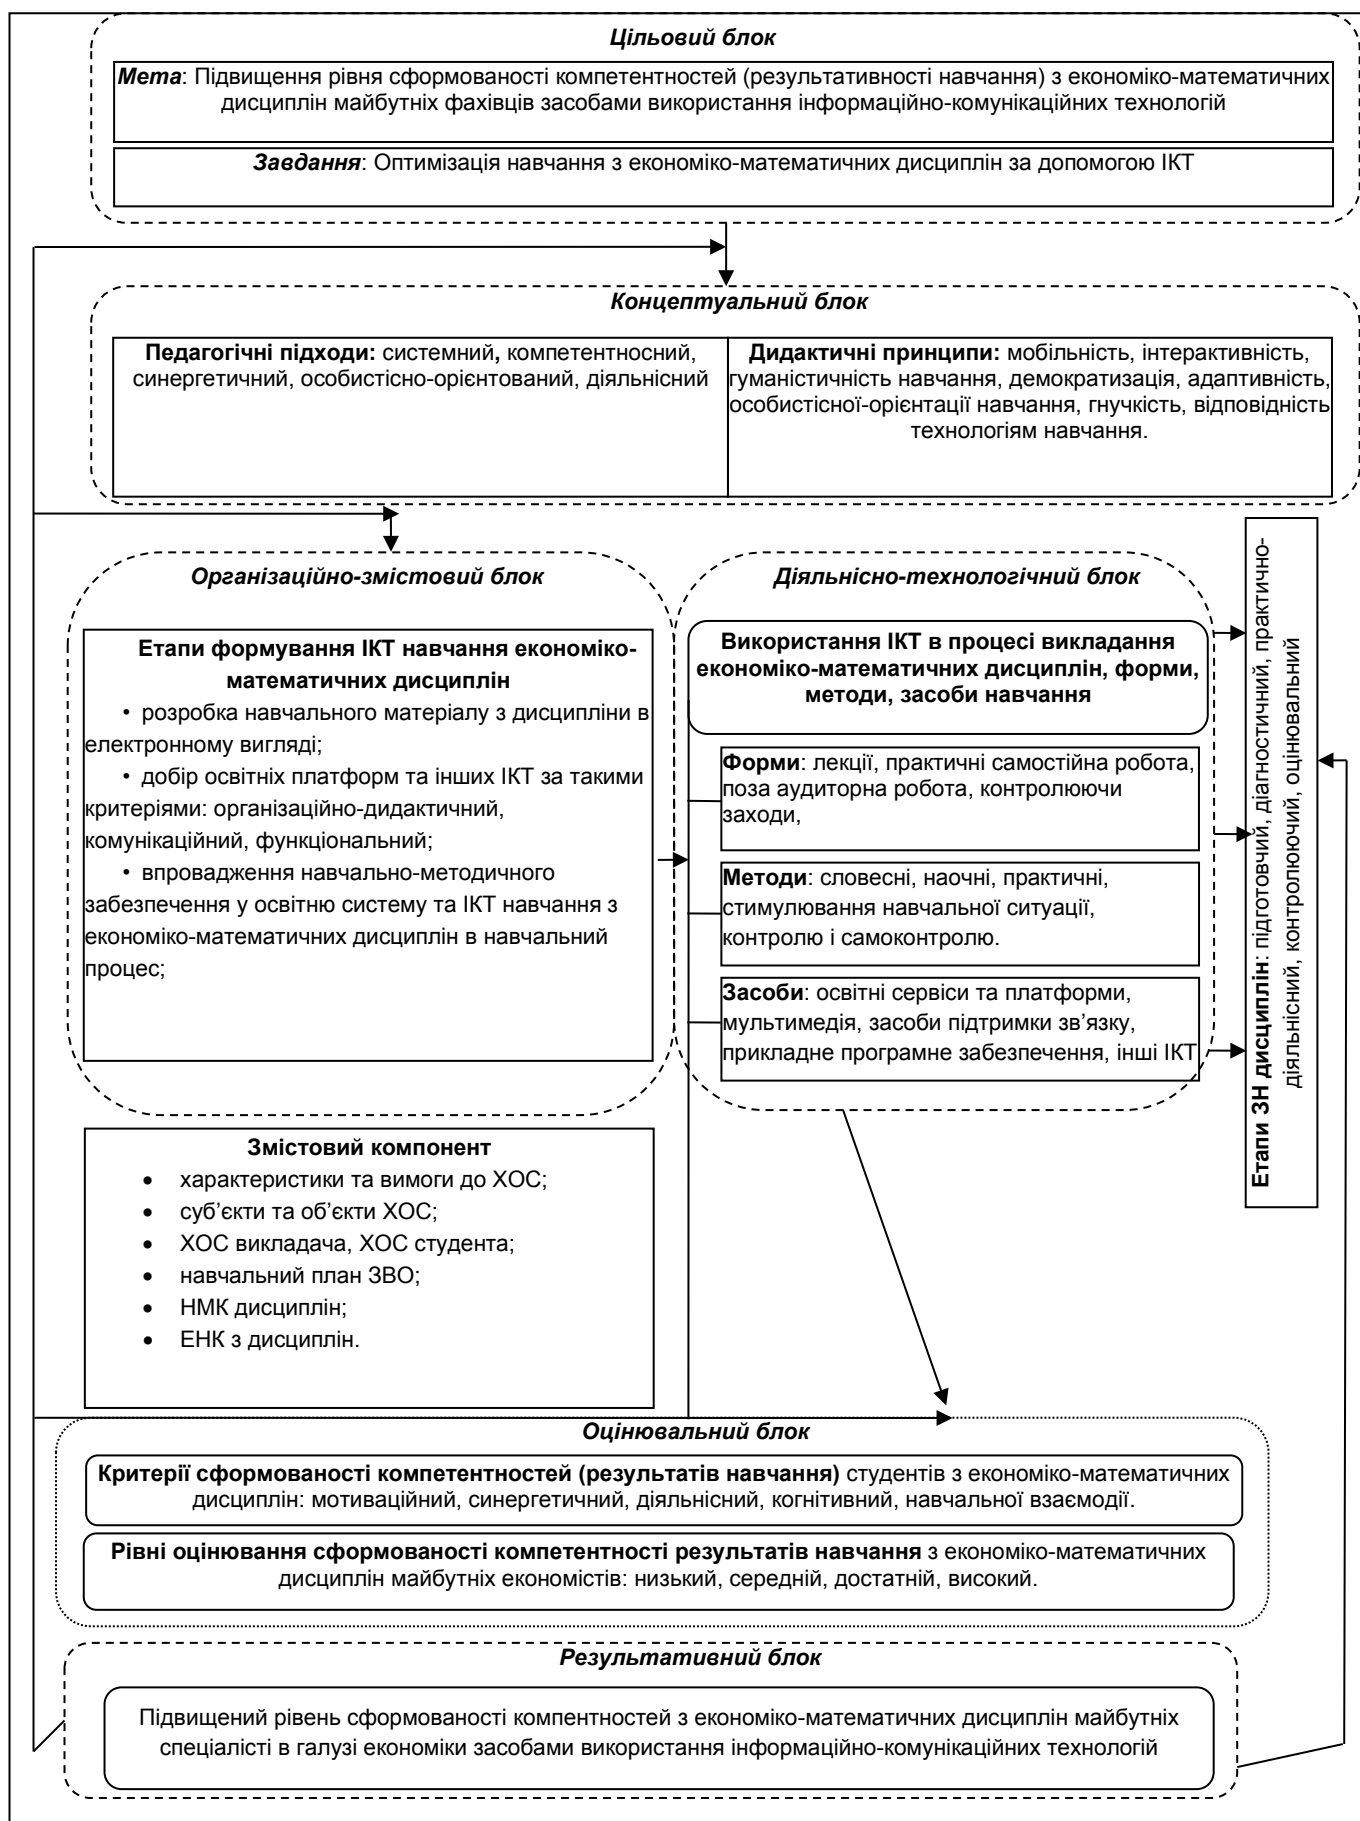 Цільовий блок
Мета: Підвищення рівня сформованості компетентностей (результативності навчання) з економіко-математичних
дисциплін майбутніх фахівців засобами використання інформаційно-комунікаційних технологій
Завдання: Оптимізація навчання з економіко-математичних дисциплін за допомогою ІКТ
Концептуальний блок
Педагогічні підходи: системний, компетентносний,
синергетичний, особистісно-орієнтований, діяльнісний
Дидактичні принципи: мобільність, інтерактивність,
гуманістичність навчання, демократизація, адаптивність,
особистісної-орієнтації навчання, гнучкість, відповідність
технологіям навчання.
Організаційно-змістовий блок
Етапи формування ІКТ навчання економіко-
математичних дисциплін
• розробка навчального матеріалу з дисципліни в
електронному вигляді;
• добір освітніх платформ та інших ІКТ за такими
критеріями: організаційно-дидактичний,
комунікаційний, функціональний;
• впровадження навчально-методичного
забезпечення у освітню систему та ІКТ навчання з
економіко-математичних дисциплін в навчальний
процес;
Змістовий компонент
• характеристики та вимоги до ХОС;
• суб’єкти та об’єкти ХОС;
• ХОС викладача, ХОС студента;
• навчальний план ЗВО;
• НМК дисциплін;
• ЕНК з дисциплін.
Діяльнісно-технологічний блок
Використання ІКТ в процесі викладання
економіко-математичних дисциплін, форми,
методи, засоби навчання
Форми: лекції, практичні самостійна робота,
поза аудиторна робота, контролюючи
заходи,
Методи: словесні, наочні, практичні,
стимулювання навчальної ситуації,
контролю і самоконтролю.
Засоби: освітні сервіси та платформи,
мультимедія, засоби підтримки зв’язку,
прикладне програмне забезпечення, інші ІКТ
Етапи ЗН дисциплін: підготовчий, діагностичний, практично-
діяльнісний, контролюючий, оцінювальний
Оцінювальний блок
Критерії сформованості компетентностей (результатів навчання) студентів з економіко-математичних
дисциплін: мотиваційний, синергетичний, діяльнісний, когнітивний, навчальної взаємодії.
Рівні оцінювання сформованості компетентності результатів навчання з економіко-математичних
дисциплін майбутніх економістів: низький, середній, достатній, високий.
Результативний блок
Підвищений рівень сформованості компентностей з економіко-математичних дисциплін майбутніх
спеціалісті в галузі економіки засобами використання інформаційно-комунікаційних технологій